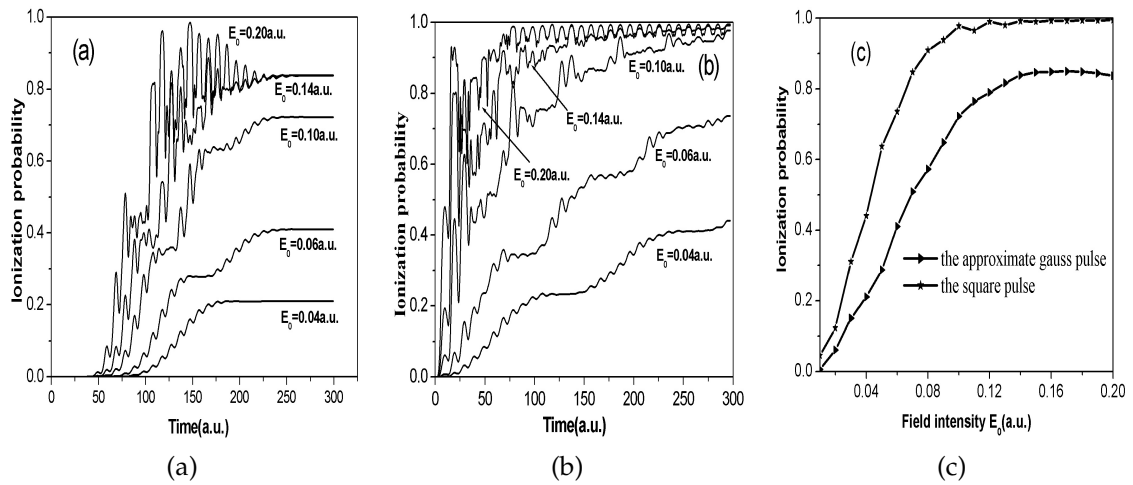 (a)
E₀=0.20a.u.
E₀=0.14a.u.
E₀=0.10a.u.
E₀=0.06a.u.
E₀=0.04a.u.
Ionization probability
1.0
0.8
0.6
0.4
0.2
0.0
0 50 100 150 200 250 300
Time(a.u.)
(a)
(b)
E₀=0.10a.u.
E₀=0.14a.u.
E₀=0.20a.u.
E₀=0.06a.u.
E₀=0.04a.u.
Ionization probability
1.0
0.8
0.6
0.4
0.2
0.0
0 50 100 150 200 250 300
Time(a.u.)
(b)
(c)
the approximate gauss pulse
the square pulse
Ionization probability
1.0
0.8
0.6
0.4
0.2
0.0
0.04 0.08 0.12 0.16 0.20
Field intensity E₀(a.u.)
(c)